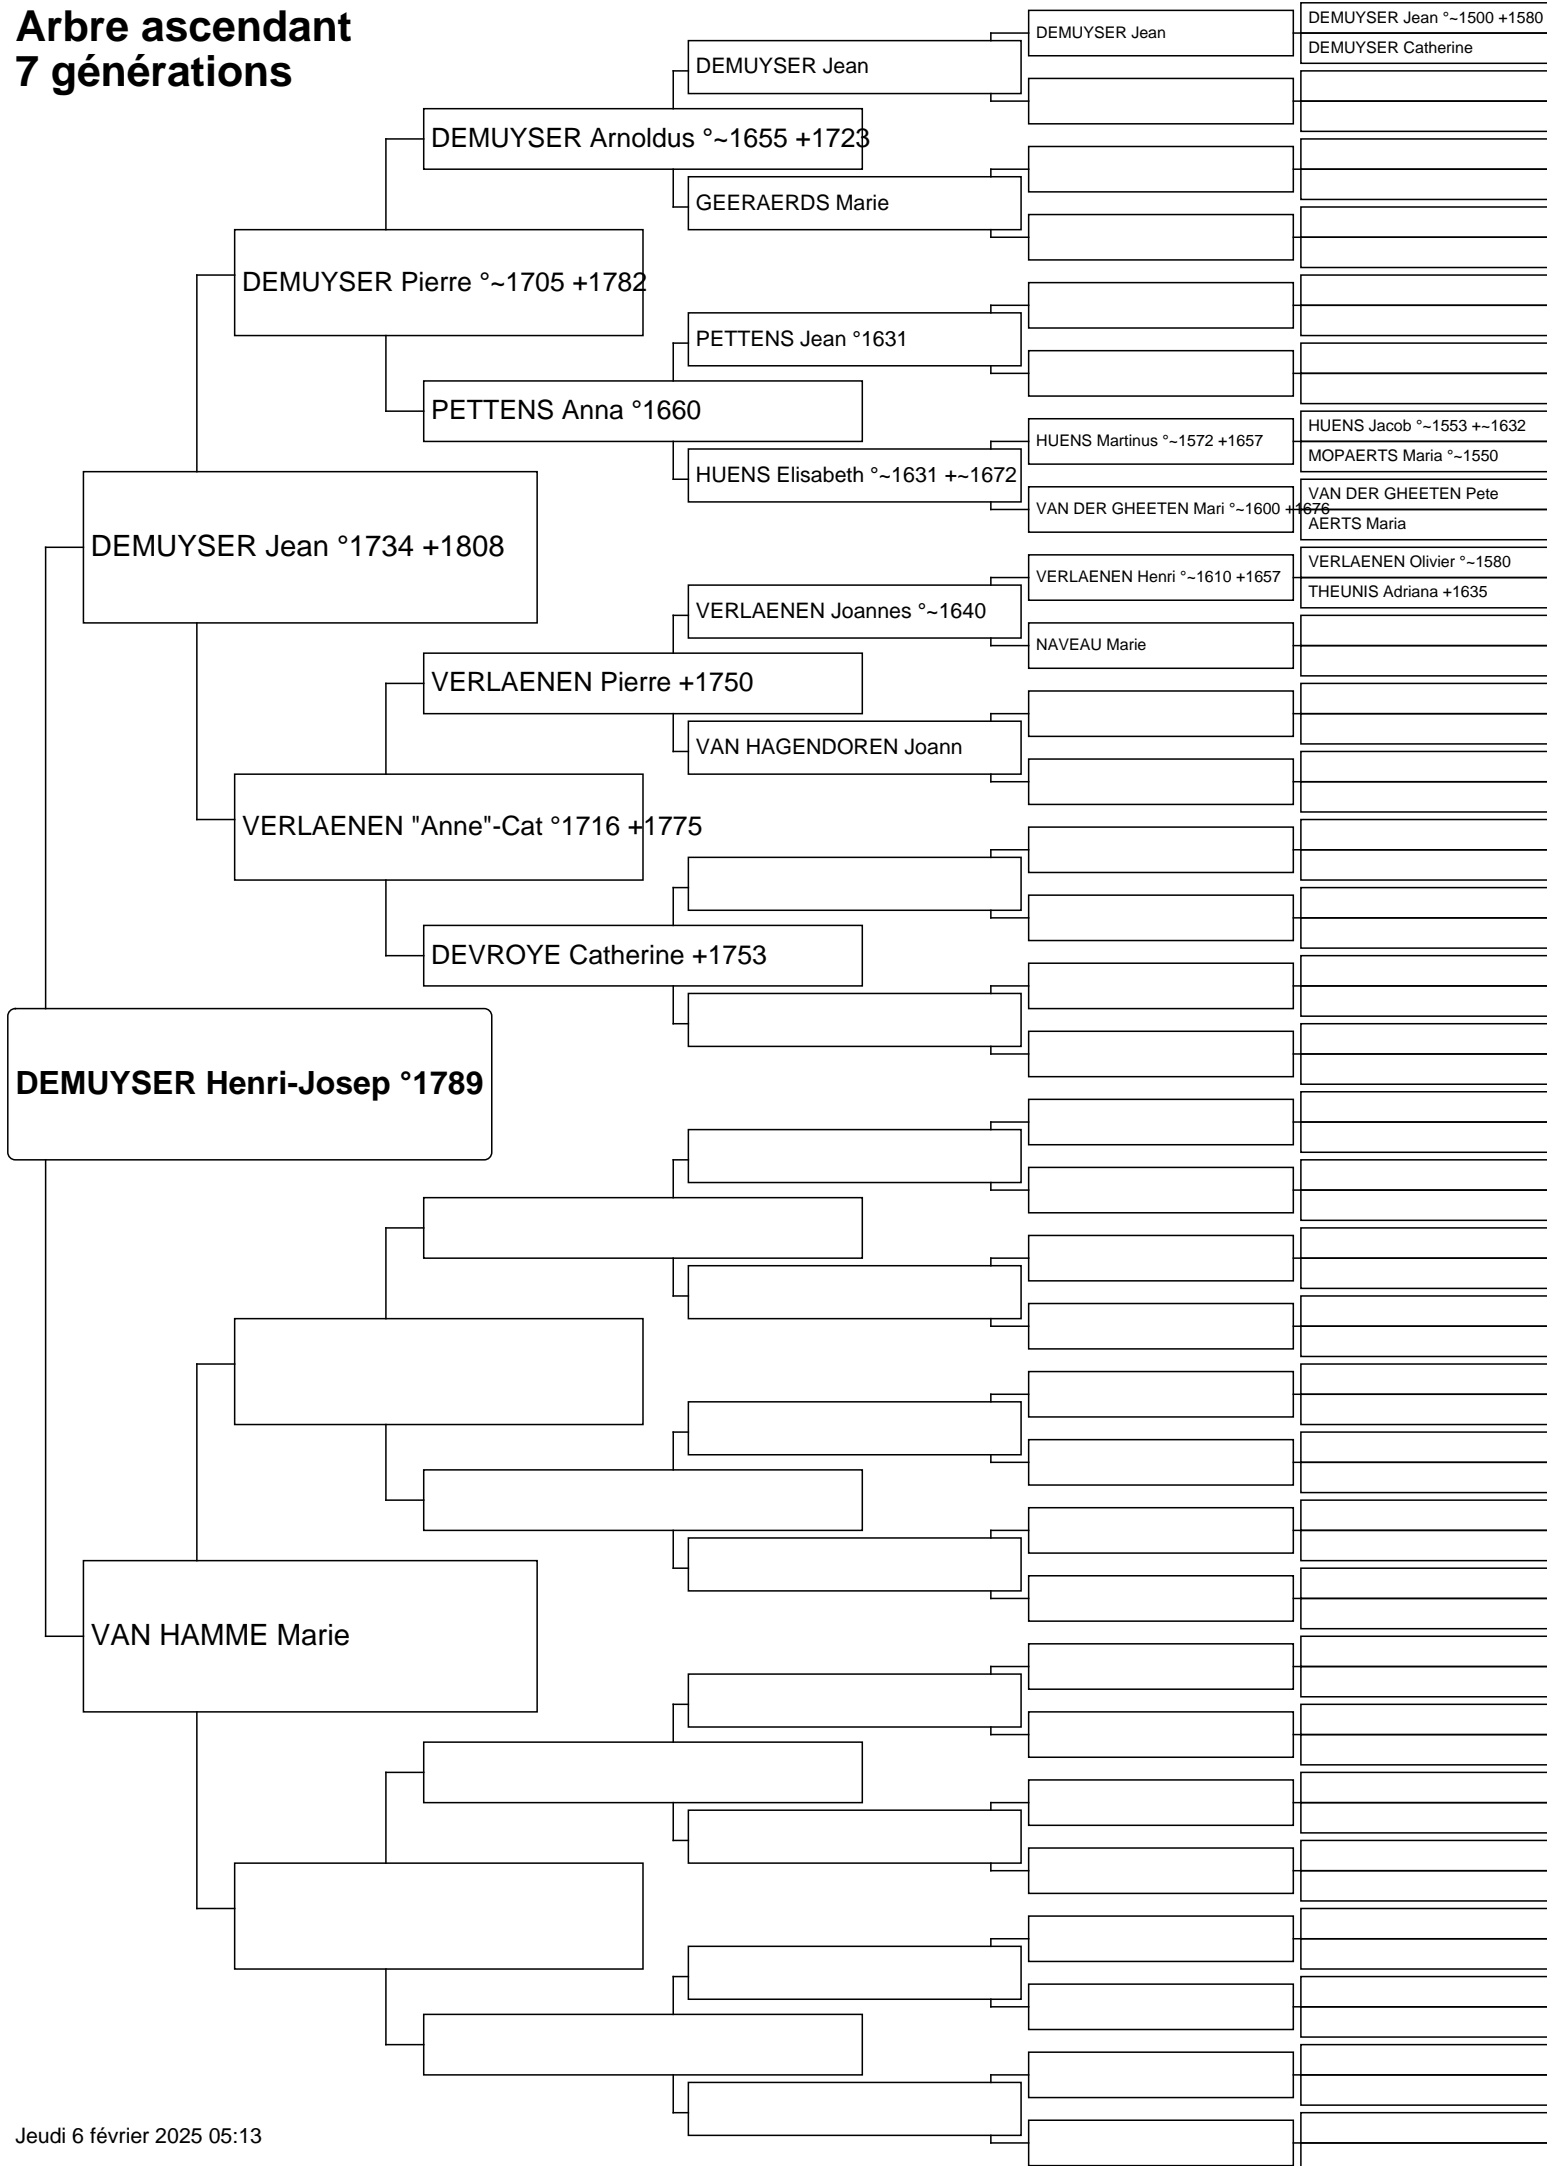 Arbre ascendant
7 générations
DEMUYSER Jean °~1500 +1580
DEMUYSER Jean
DEMUYSER Catherine
DEMUYSER Jean
DEMUYSER Arnoldus °~1655 +1723
GEERAERDS Marie
DEMUYSER Pierre °~1705 +1782
PETTENS Jean °1631
PETTENS Anna °1660
HUENS Jacob °~1553 +~1632
HUENS Martinus °~1572 +1657
MOPAERTS Maria °~1550
HUENS Elisabeth °~1631 +~1672
VAN DER GHEETEN Pete
VAN DER GHEETEN Mari °~1600 +1676
AERTS Maria
DEMUYSER Jean °1734 +1808
VERLAENEN Olivier °~1580
VERLAENEN Henri °~1610 +1657
THEUNIS Adriana +1635
VERLAENEN Joannes °~1640
NAVEAU Marie
VERLAENEN Pierre +1750
VAN HAGENDOREN Joann
VERLAENEN "Anne"-Cat °1716 +1775
DEVROYE Catherine +1753
DEMUYSER Henri-Josep °1789
VAN HAMME Marie
Jeudi 6 février 2025 05:13